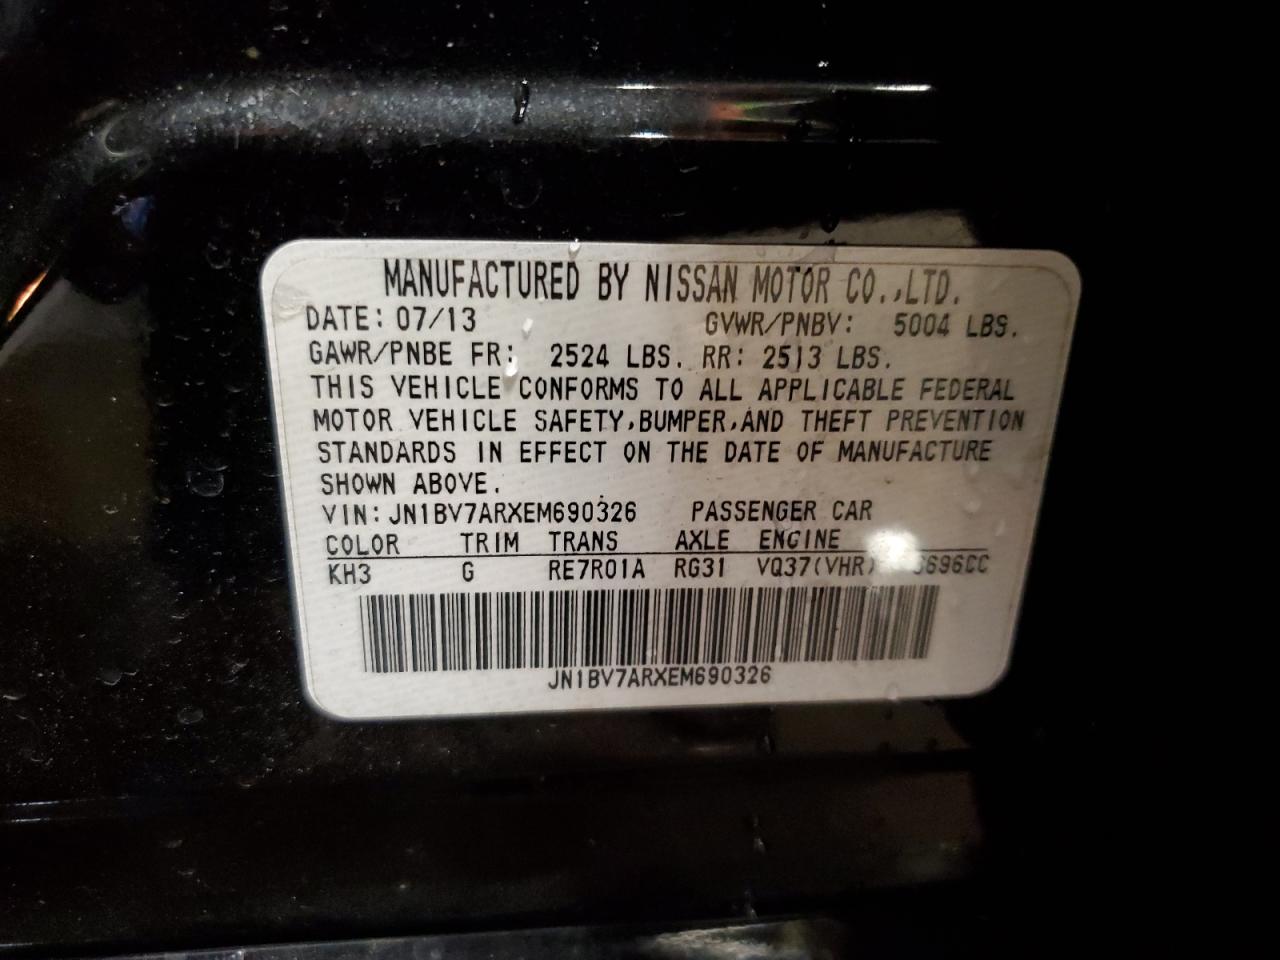 MANUFACTURED BY NISSAN MOTOR CO.,LTD.
DATE: 07/13 GVWR/PNBV: 5004 LBS.
GAWR/PNBE FR: 2524 LBS. RR: 2513 LBS.
THIS VEHICLE CONFORMS TO ALL APPLICABLE FEDERAL
MOTOR VEHICLE SAFETY,BUMPER,AND THEFT PREVENTION
STANDARDS IN EFFECT ON THE DATE OF MANUFACTURE
SHOWN ABOVE.
VIN: JN1BV7ARXEM690326 PASSENGER CAR
COLOR TRIM TRANS AXLE ENGINE
KH3 G RE7R01A RG31 VQ37(VHR)
JN1BV7ARXEM690326